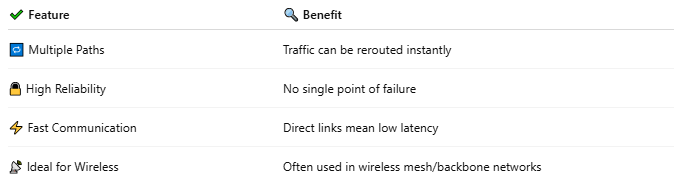 ✔ Feature 🔍 Benefit
🔁 Multiple Paths Traffic can be rerouted instantly
🔒 High Reliability No single point of failure
⚡ Fast Communication Direct links mean low latency
📡 Ideal for Wireless Often used in wireless mesh/backbone networks